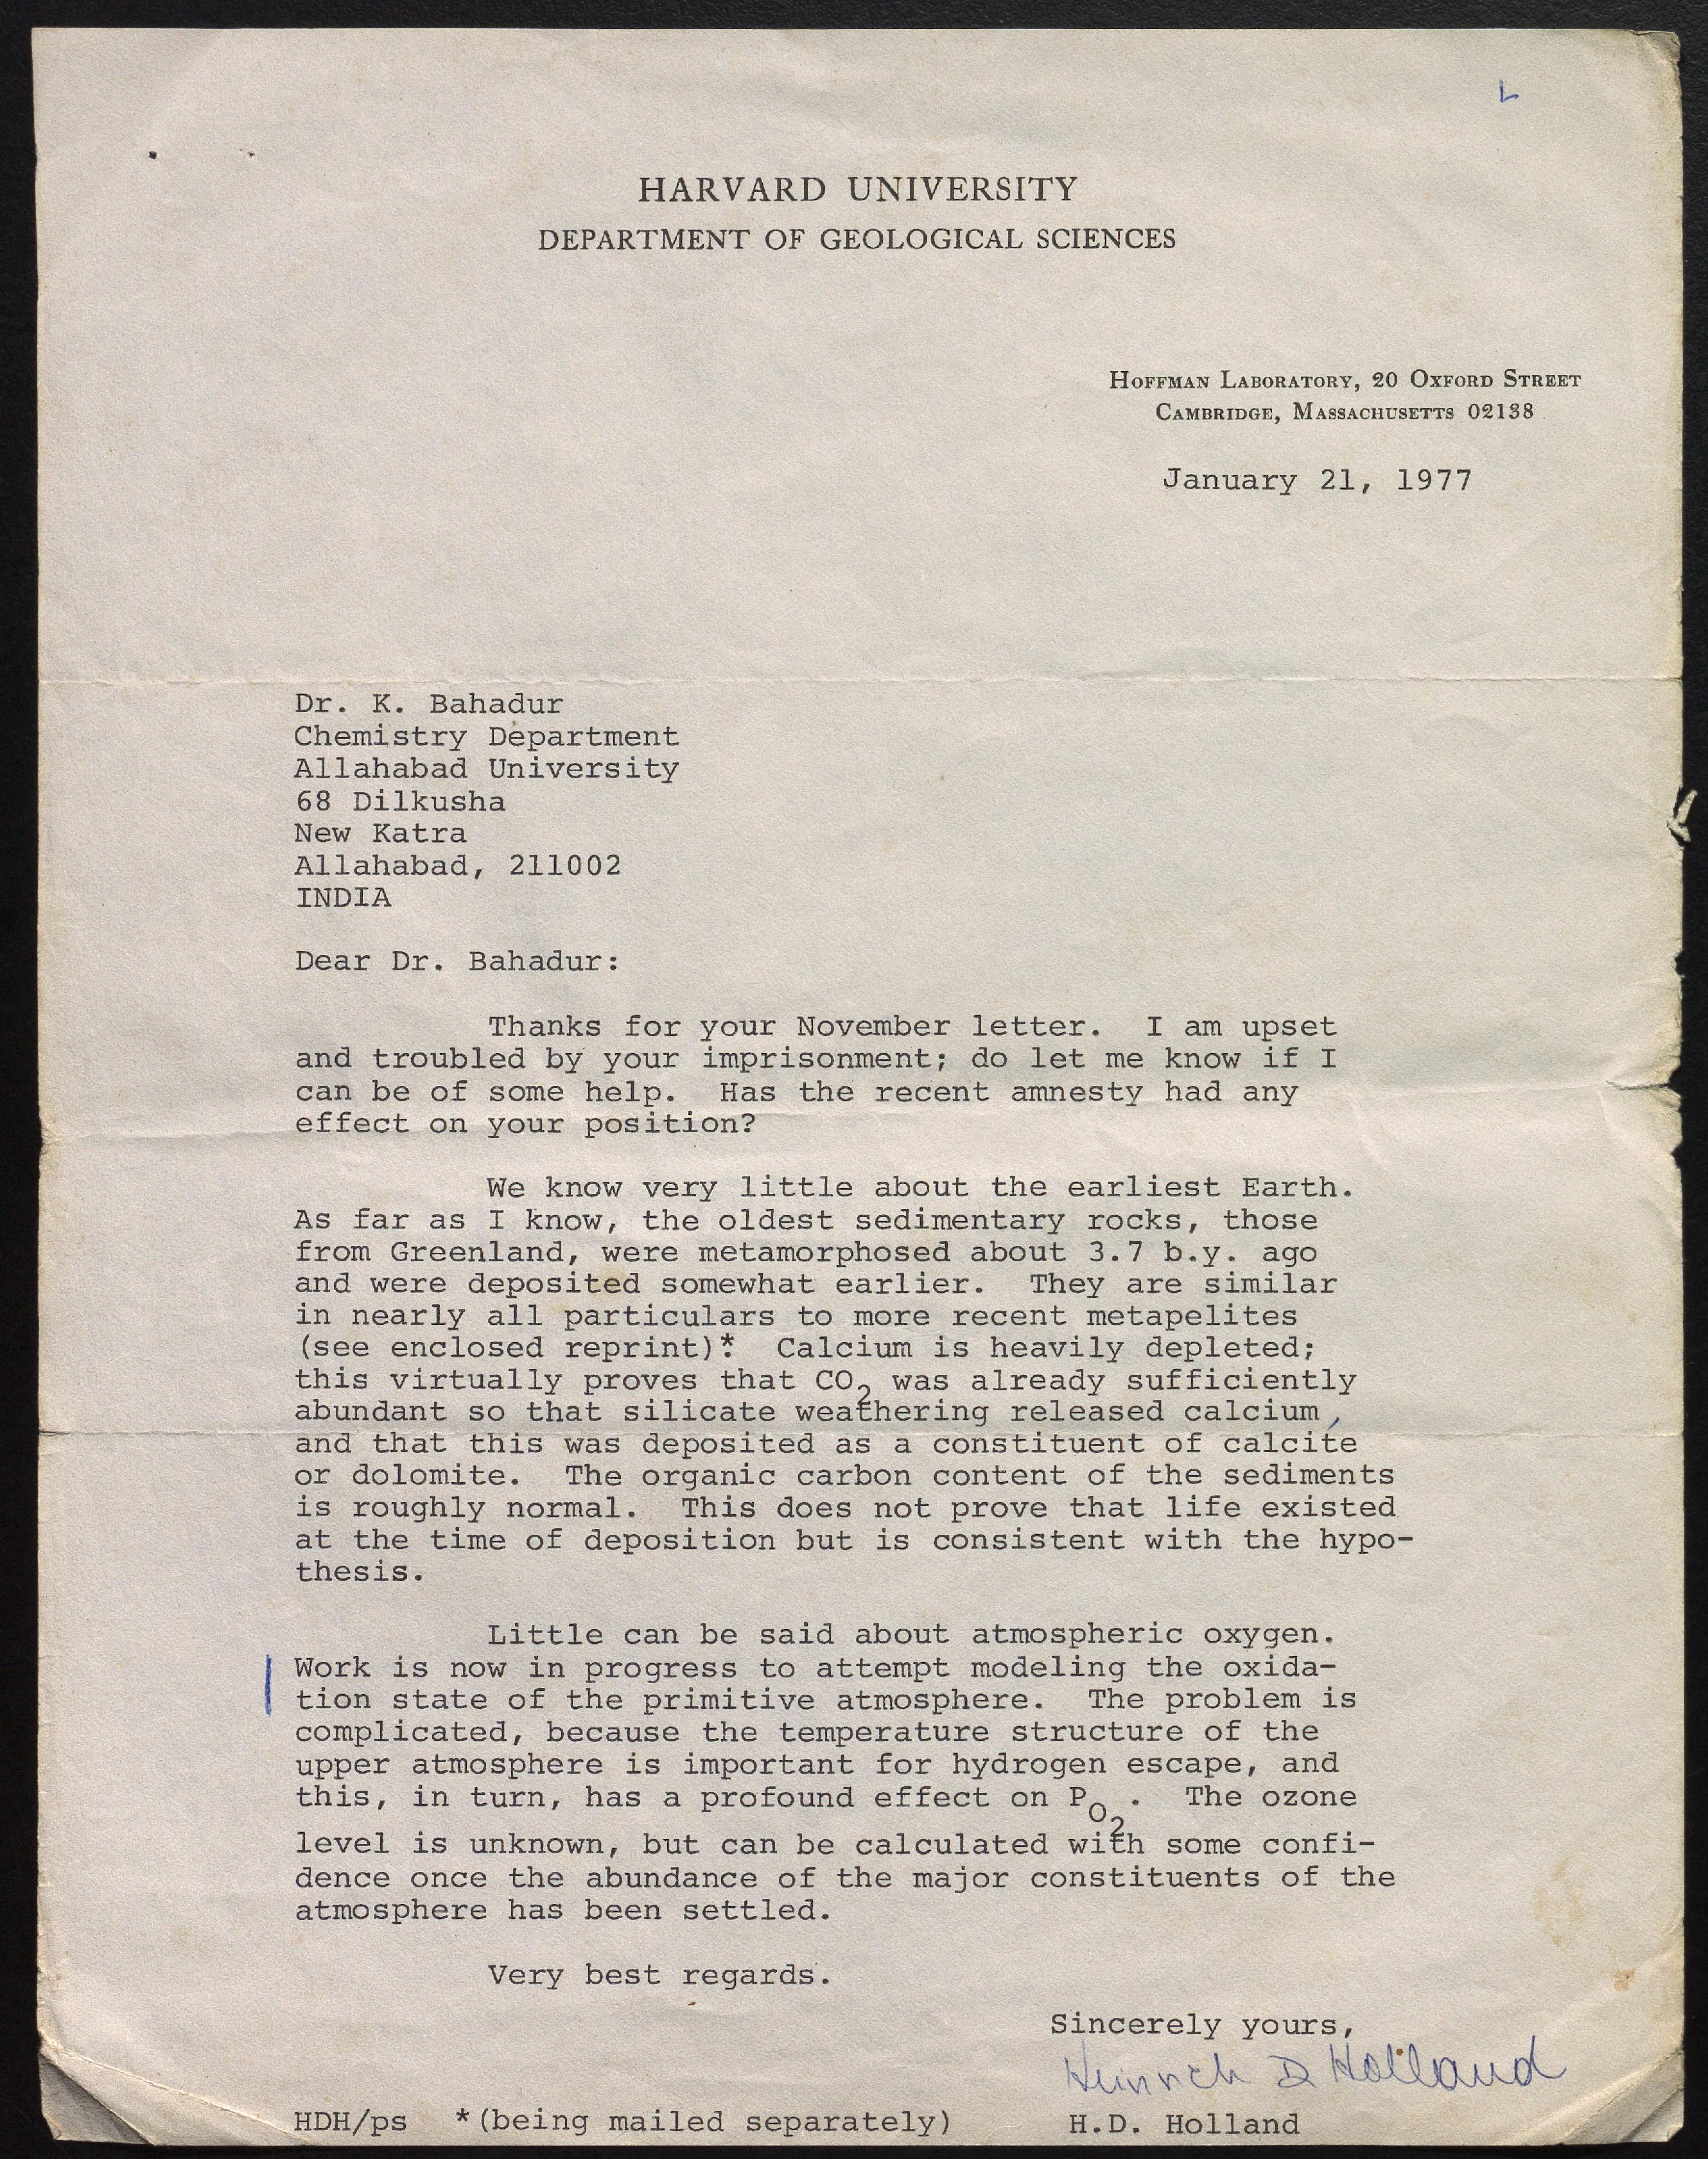 HARVARD UNIVERSITY
DEPARTMENT OF GEOLOGICAL SCIENCES
HOFFMAN LABORATORY, 20 OXFORD STREET
CAMBRIDGE, MASSACHUSETTS 02138
January 21, 1977
Dr. K. Bahadur
Chemistry Department
Allahabad University
68 Dilkusha
New Katra
Allahabad, 211002
INDIA
Dear Dr. Bahadur:
Thanks for your November letter. I am upset
and troubled by your imprisonment; do let me know if I
can be of some help. Has the recent amnesty had any
effect on your position?
We know very little about the earliest Earth.
As far as I know, the oldest sedimentary rocks, those
from Greenland, were metamorphosed about 3.7 b.y. ago
and were deposited somewhat earlier. They are similar
in nearly all particulars to more recent metapelites
(see enclosed reprint)*. Calcium is heavily depleted;
this virtually proves that CO₂ was already sufficiently
abundant so that silicate weathering released calcium,
and that this was deposited as a constituent of calcite
or dolomite. The organic carbon content of the sediments
is roughly normal. This does not prove that life existed
at the time of deposition but is consistent with the hypo-
thesis.
Little can be said about atmospheric oxygen.
Work is now in progress to attempt modeling the oxida-
tion state of the primitive atmosphere. The problem is
complicated, because the temperature structure of the
upper atmosphere is important for hydrogen escape, and
this, in turn, has a profound effect on PO₂. The ozone
level is unknown, but can be calculated with some confi-
dence once the abundance of the major constituents of the
atmosphere has been settled.
Very best regards.
Sincerely yours,
Heinrich D Holland
HDH/ps *(being mailed separately) H.D. Holland